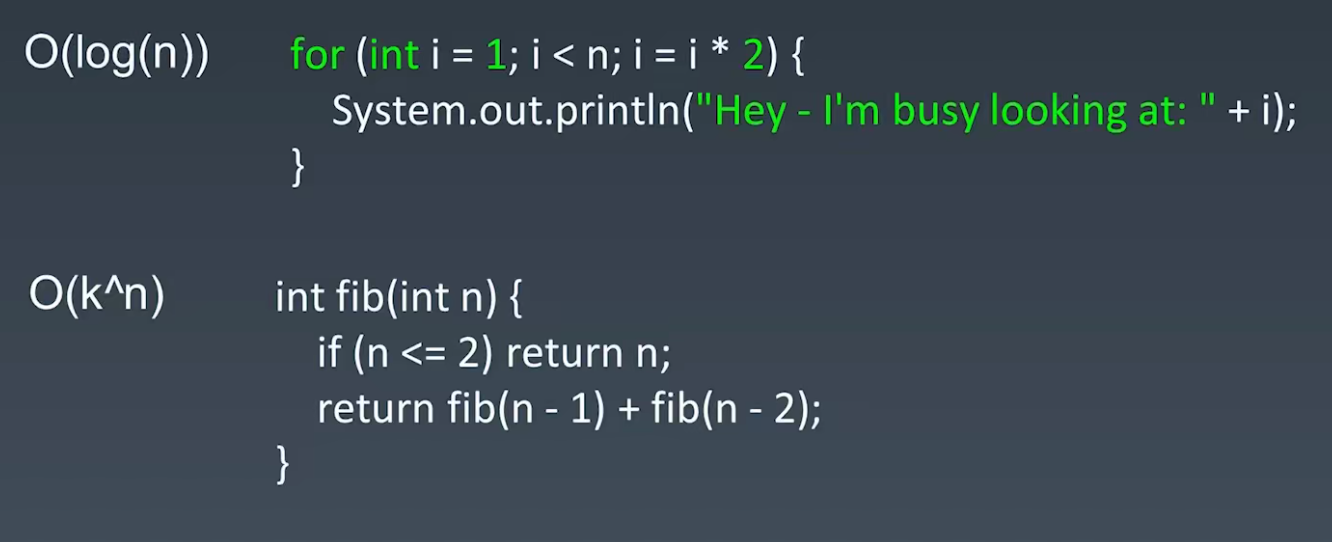 O(log(n)) for (int i = 1; i < n; i = i * 2) {
System.out.println("Hey - I'm busy looking at: " + i);
}
O(k^n) int fib(int n) {
if (n <= 2) return n;
return fib(n - 1) + fib(n - 2);
}